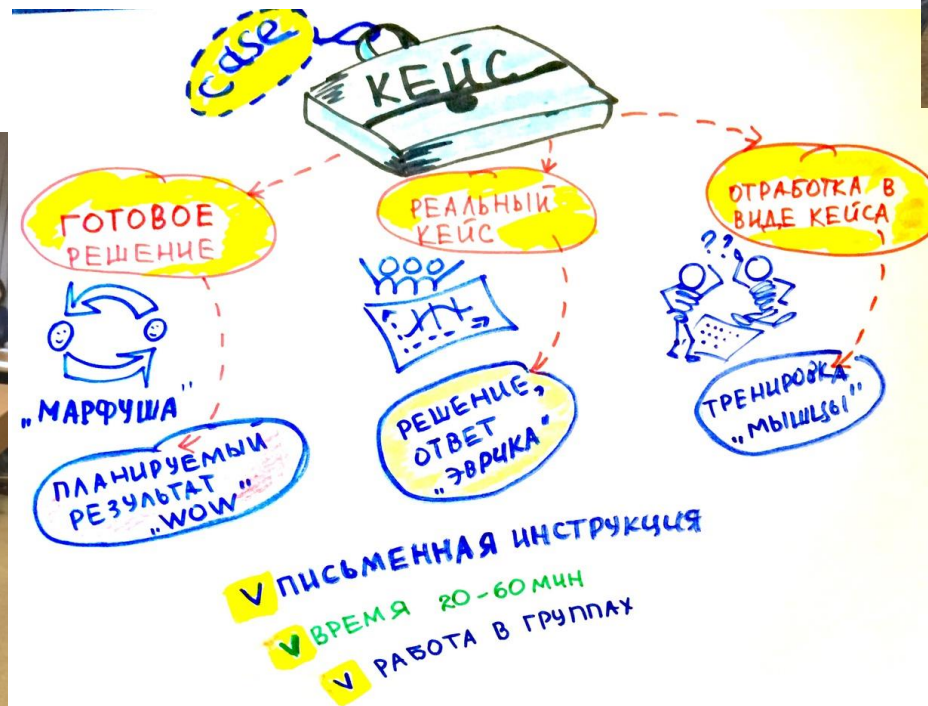 case
КЕЙС
ГОТОВОЕ
РЕШЕНИЕ
РЕАЛЬНЫЙ
КЕЙС
ОТРАБОТКА В
ВИДЕ КЕЙСА
??
„МАРФУША"
ПЛАНИРУЕМЫЙ
РЕЗУЛЬТАТ
„WOW"
РЕШЕНИЕ,
ОТВЕТ
„ЭВРИКА"
ТРЕНИРОВКА
„МЫШЦЫ"
V ПИСЬМЕННАЯ ИНСТРУКЦИЯ
V ВРЕМЯ 20-60 МИН
V РАБОТА В ГРУППАХ